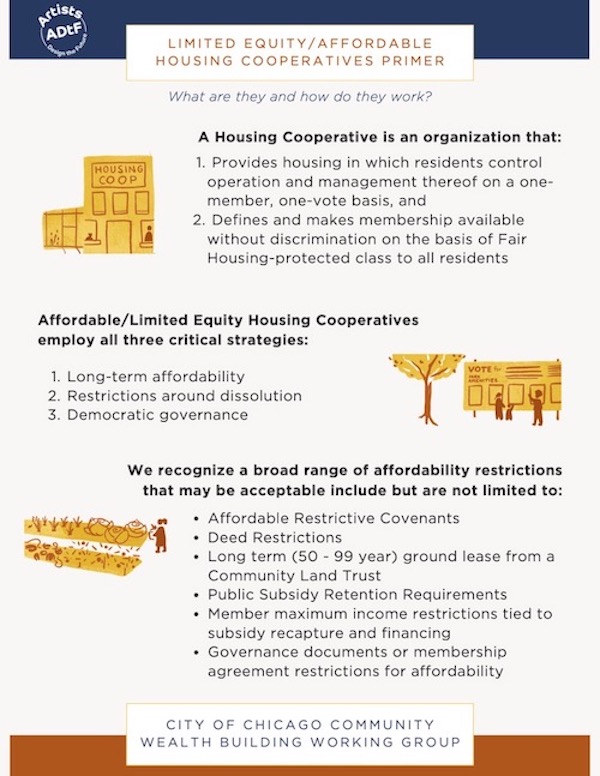 Artists
ADtF
Design the Future
LIMITED EQUITY/AFFORDABLE
HOUSING COOPERATIVES PRIMER
What are they and how do they work?
A Housing Cooperative is an organization that:
HOUSING
COOP
1. Provides housing in which residents control
operation and management thereof on a one-
member, one-vote basis, and
2. Defines and makes membership available
without discrimination on the basis of Fair
Housing-protected class to all residents
Affordable/Limited Equity Housing Cooperatives
employ all three critical strategies:
1. Long-term affordability
2. Restrictions around dissolution
3. Democratic governance
VOTE for
AMENITIES
We recognize a broad range of affordability restrictions
that may be acceptable include but are not limited to:
• Affordable Restrictive Covenants
• Deed Restrictions
• Long term (50 - 99 year) ground lease from a
Community Land Trust
• Public Subsidy Retention Requirements
• Member maximum income restrictions tied to
subsidy recapture and financing
• Governance documents or membership
agreement restrictions for affordability
CITY OF CHICAGO COMMUNITY
WEALTH BUILDING WORKING GROUP